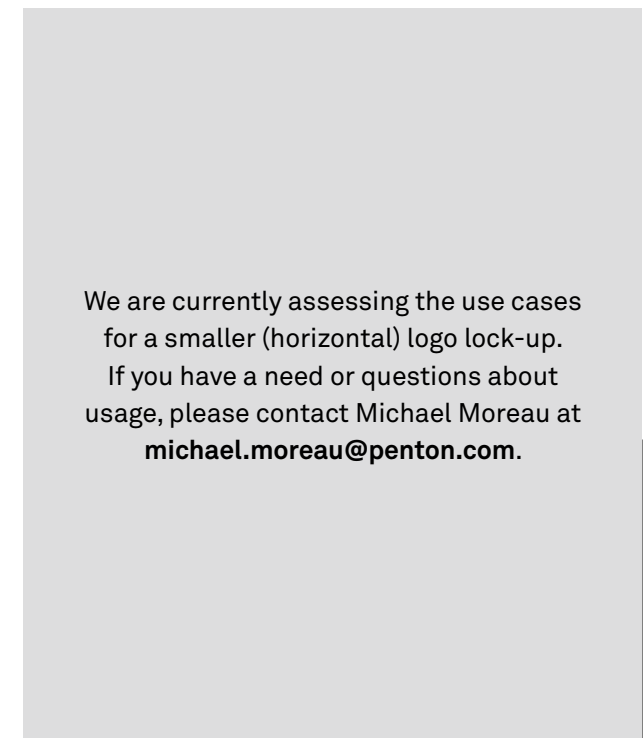 We are currently assessing the use cases
for a smaller (horizontal) logo lock-up.
If you have a need or questions about
usage, please contact Michael Moreau at
michael.moreau@penton.com.